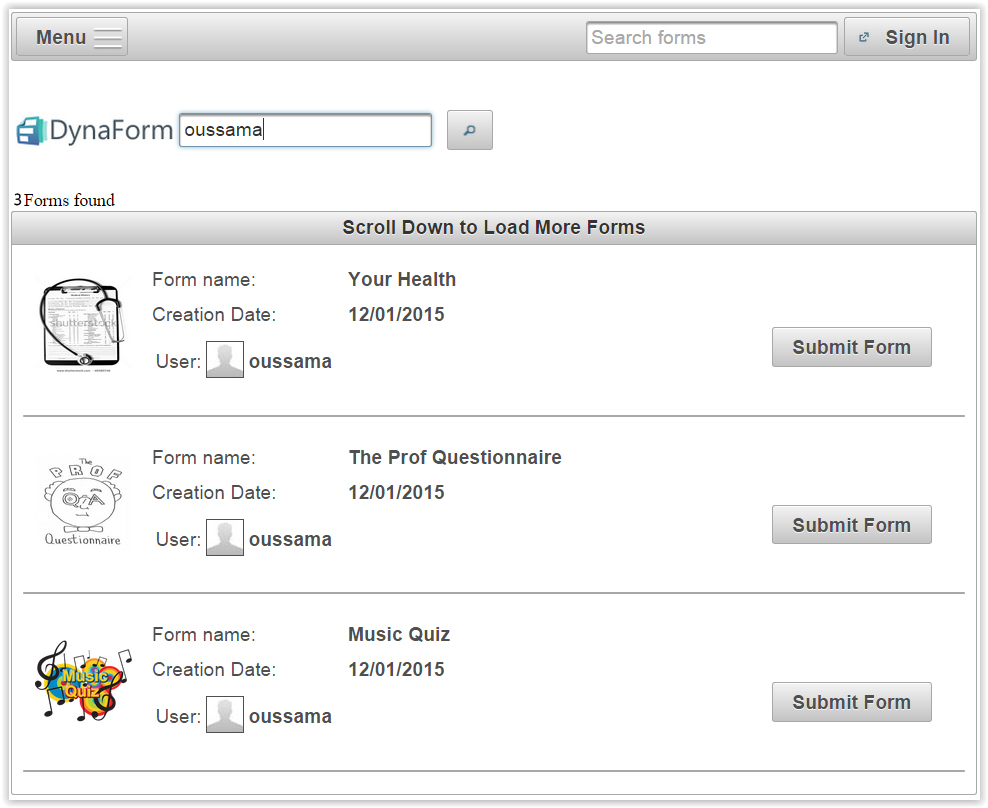 Menu
Search forms
Sign In
DynaForm
oussama
3 Forms found
Scroll Down to Load More Forms
Form name: Your Health
Creation Date: 12/01/2015
shutterstock
User: oussama
Submit Form
Form name: The Prof Questionnaire
The
PROF
Creation Date: 12/01/2015
Q&A
User: oussama
Questionnaire
Submit Form
Form name: Music Quiz
Creation Date: 12/01/2015
Music
Quiz
User: oussama
Submit Form